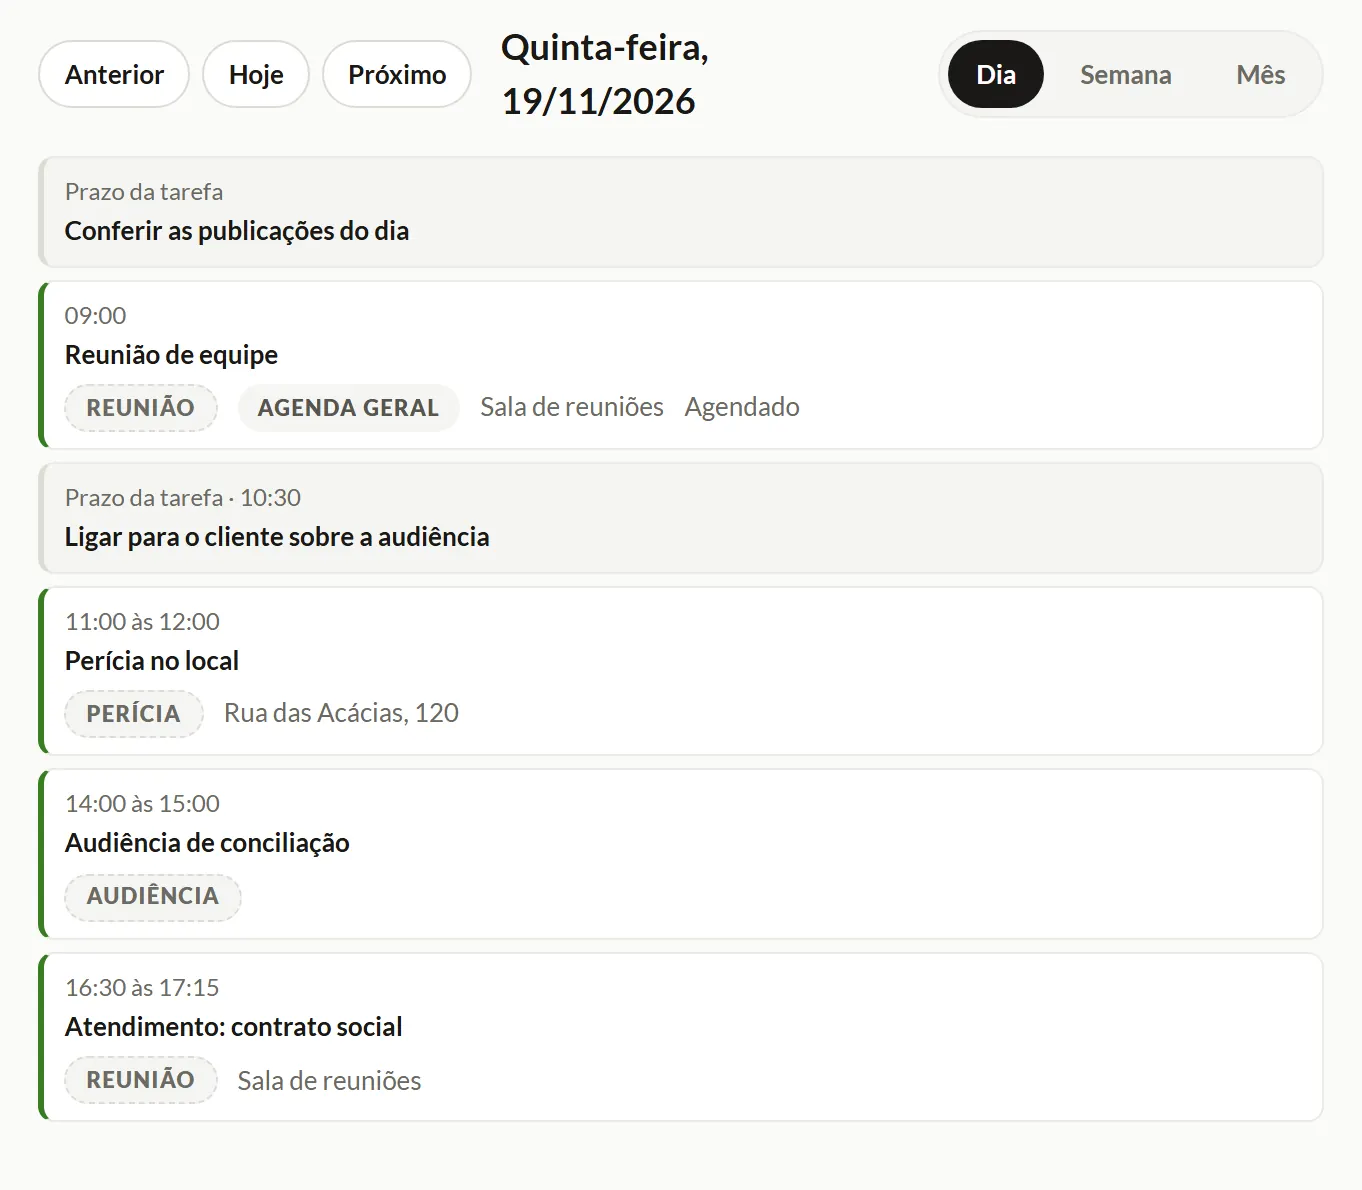 Anterior Hoje Próximo Quinta-feira, 19/11/2026 Dia Semana Mês
Prazo da tarefa
Conferir as publicações do dia
09:00
Reunião de equipe
REUNIÃO AGENDA GERAL Sala de reuniões Agendado
Prazo da tarefa · 10:30
Ligar para o cliente sobre a audiência
11:00 às 12:00
Perícia no local
PERÍCIA Rua das Acácias, 120
14:00 às 15:00
Audiência de conciliação
AUDIÊNCIA
16:30 às 17:15
Atendimento: contrato social
REUNIÃO Sala de reuniões